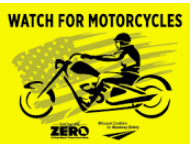 WATCH FOR MOTORCYCLES
ZERO
Missouri Coalition
for Roadway Safety